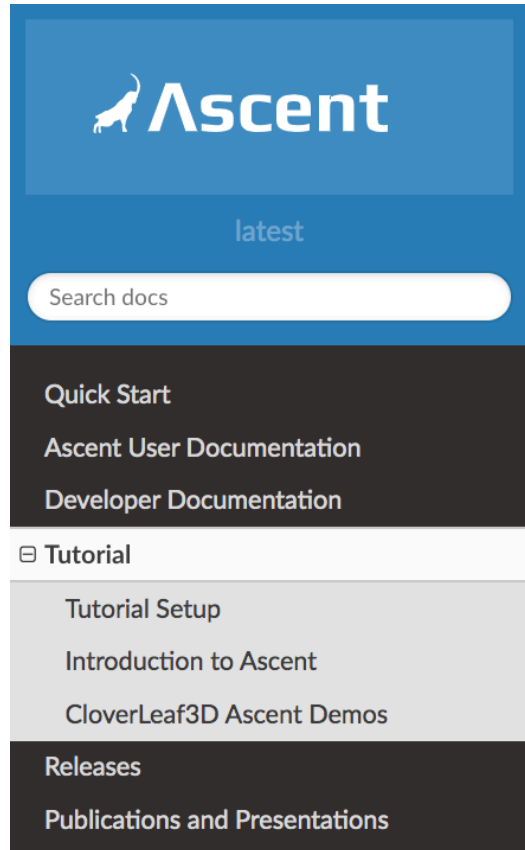 Ascent
latest
Search docs
Quick Start
Ascent User Documentation
Developer Documentation
Tutorial
Tutorial Setup
Introduction to Ascent
CloverLeaf3D Ascent Demos
Releases
Publications and Presentations